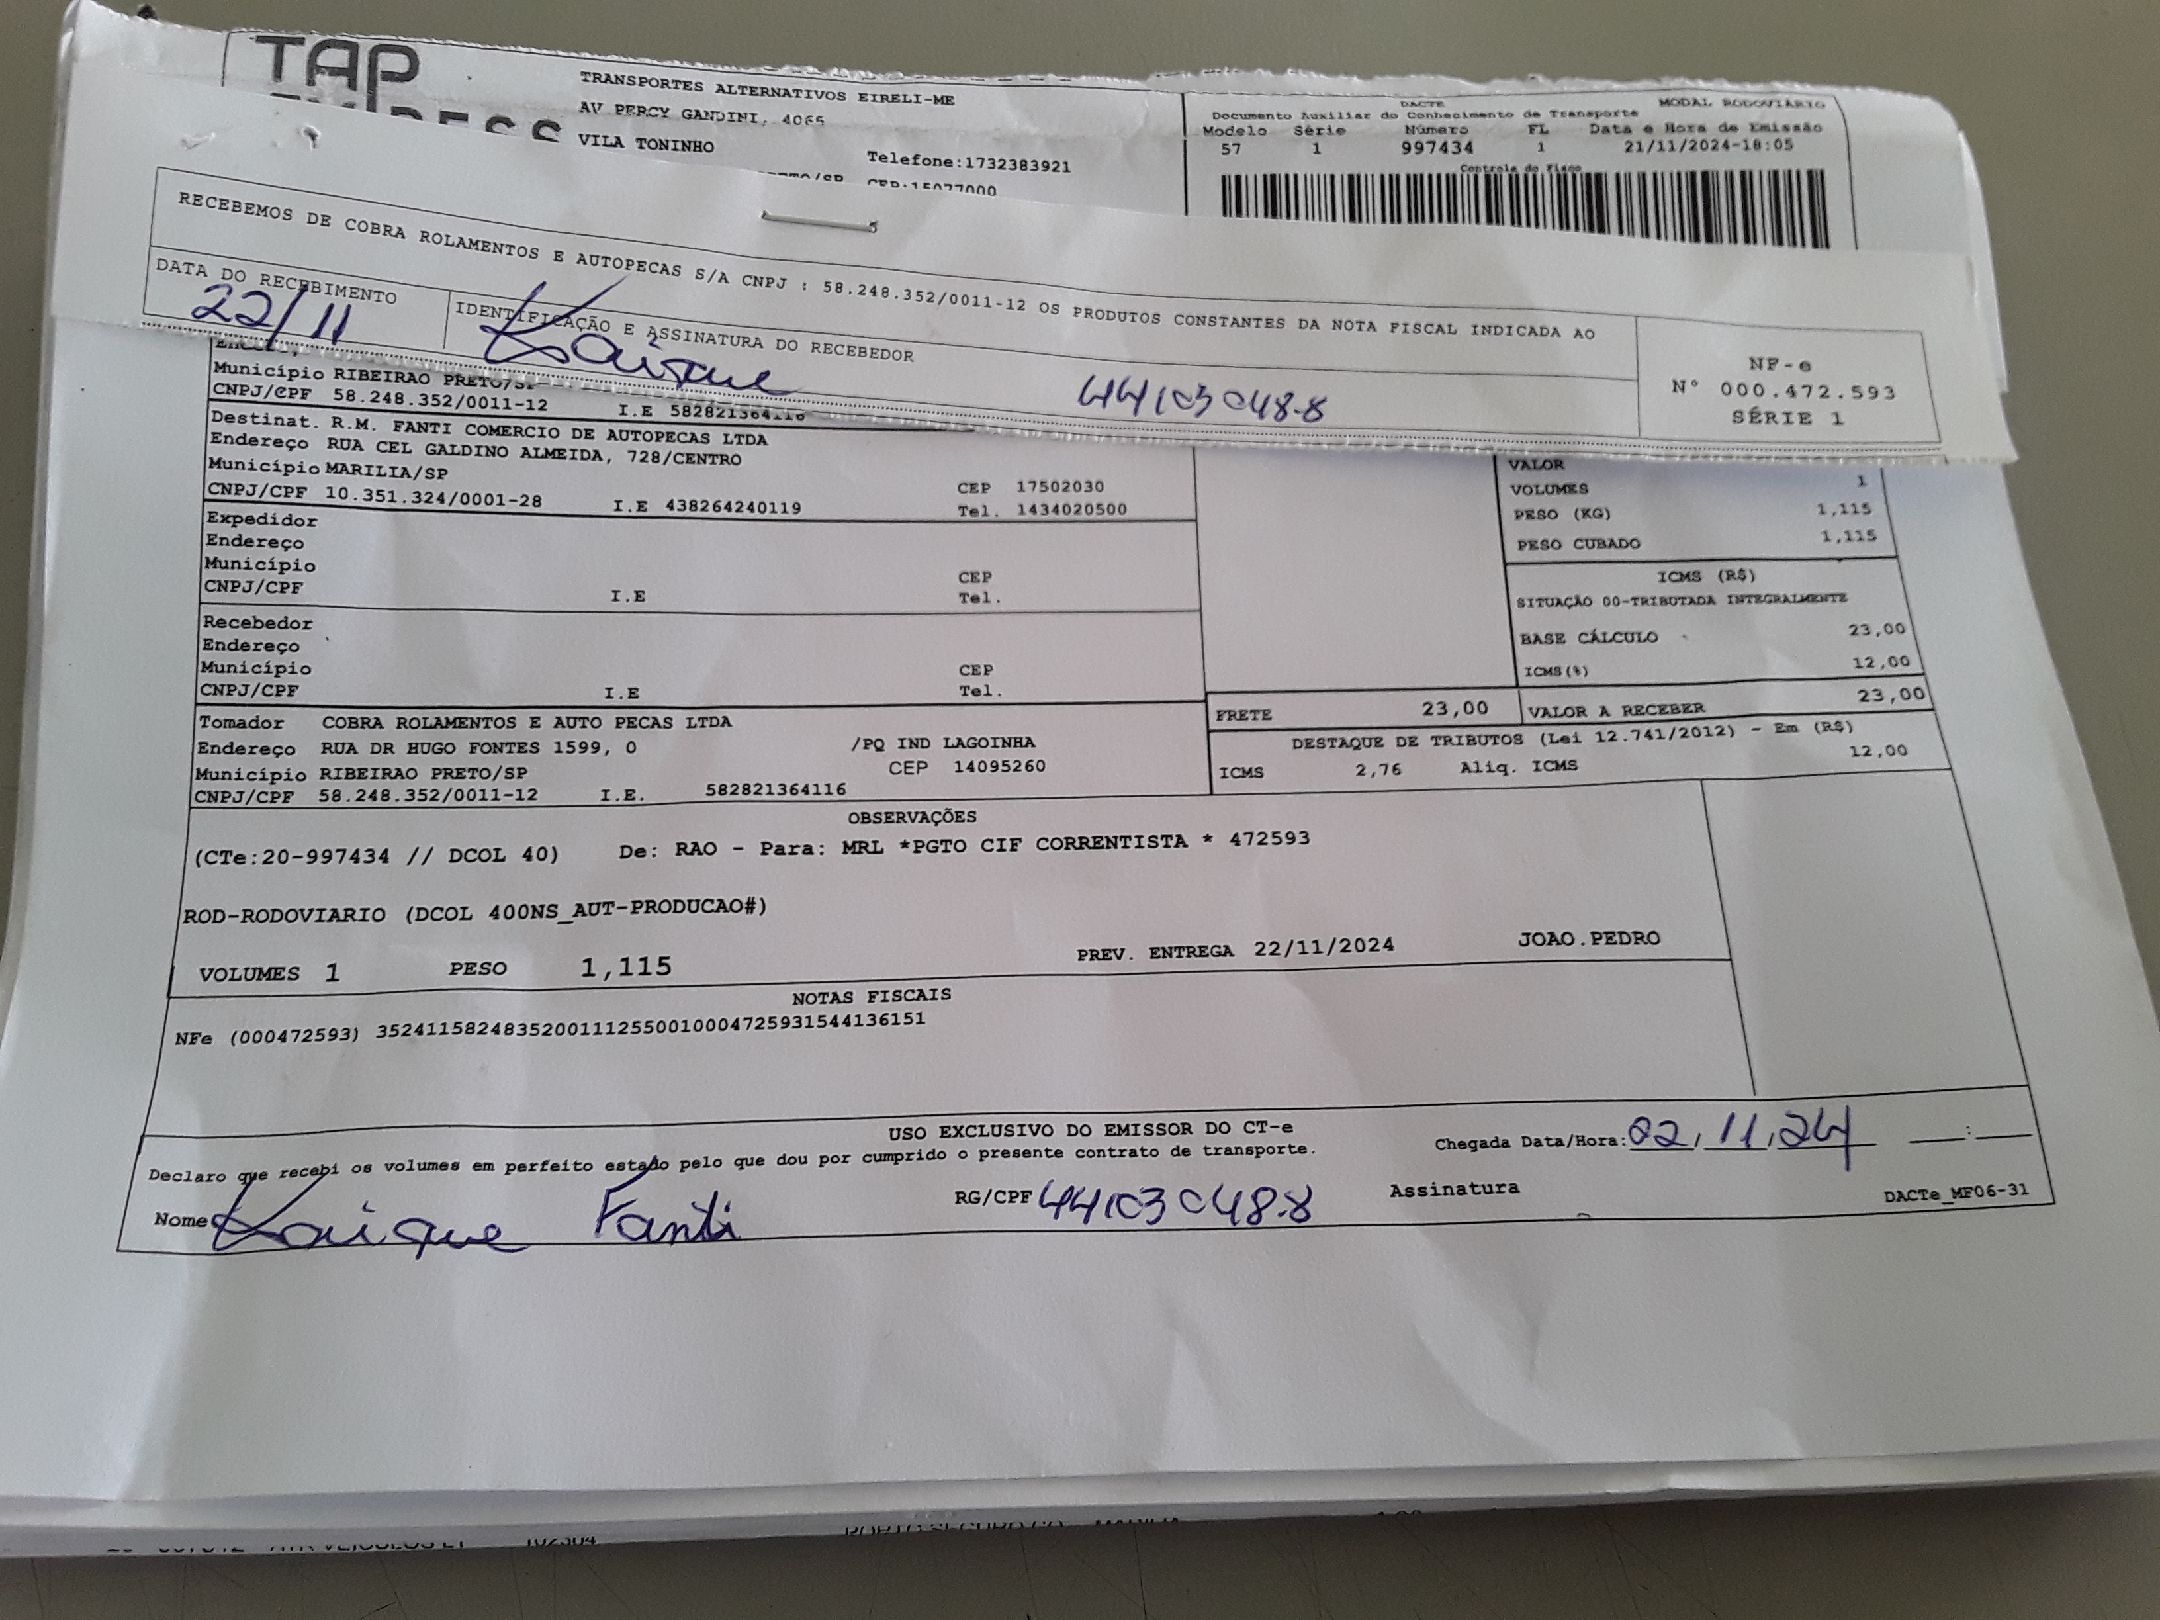 TAP
TRANSPORTES ALTERNATIVOS EIRELI-ME
AV PERCY GANDINI, 4065
VILA TONINHO
Telefone:1732383921
CEP:15077000
DACTE
MODAL RODOVIÁRIO
Documento Auxiliar do Conhecimento de Transporte
Modelo Série Número FL Data e Hora de Emissão
57 1 997434 1 21/11/2024-18:05
Controle do Fisco
RECEBEMOS DE COBRA ROLAMENTOS E AUTOPECAS S/A CNPJ : 58.248.352/0011-12 OS PRODUTOS CONSTANTES DA NOTA FISCAL INDICADA AO
DATA DO RECEBIMENTO
22/11
IDENTIFICAÇÃO E ASSINATURA DO RECEBEDOR
Kaique
44103048-8
NF-e
Nº 000.472.593
SÉRIE 1
Município RIBEIRAO PRETO/SP
CNPJ/CPF 58.248.352/0011-12 I.E 582821364116
Destinat. R.M. FANTI COMERCIO DE AUTOPECAS LTDA
Endereço RUA CEL GALDINO ALMEIDA, 728/CENTRO
Município MARILIA/SP CEP 17502030
CNPJ/CPF 10.351.324/0001-28 I.E 438264240119 Tel. 1434020500
Expedidor
Endereço
Município CEP
CNPJ/CPF I.E Tel.
Recebedor
Endereço
Município CEP
CNPJ/CPF I.E Tel.
Tomador COBRA ROLAMENTOS E AUTO PECAS LTDA
Endereço RUA DR HUGO FONTES 1599, 0 /PQ IND LAGOINHA
Município RIBEIRAO PRETO/SP CEP 14095260
CNPJ/CPF 58.248.352/0011-12 I.E. 582821364116
VALOR
VOLUMES 1
PESO (KG) 1,115
PESO CUBADO 1,115
ICMS (R$)
SITUAÇÃO 00-TRIBUTADA INTEGRALMENTE
BASE CÁLCULO 23,00
ICMS(%) 12,00
FRETE 23,00 VALOR A RECEBER 23,00
DESTAQUE DE TRIBUTOS (Lei 12.741/2012) - Em (R$)
ICMS 2,76 Aliq. ICMS 12,00
OBSERVAÇÕES
(CTe:20-997434 // DCOL 40) De: RAO - Para: MRL *PGTO CIF CORRENTISTA * 472593
ROD-RODOVIARIO (DCOL 400NS_AUT-PRODUCAO#)
VOLUMES 1 PESO 1,115 PREV. ENTREGA 22/11/2024 JOAO.PEDRO
NOTAS FISCAIS
NFe (000472593) 35241158248352001112550010004725931544136151
USO EXCLUSIVO DO EMISSOR DO CT-e
Declaro que recebi os volumes em perfeito estado pelo que dou por cumprido o presente contrato de transporte.
Chegada Data/Hora: 22, 11, 24 :
Nome Kaique Fanti RG/CPF 44103048-8 Assinatura
DACTe_MF06-31